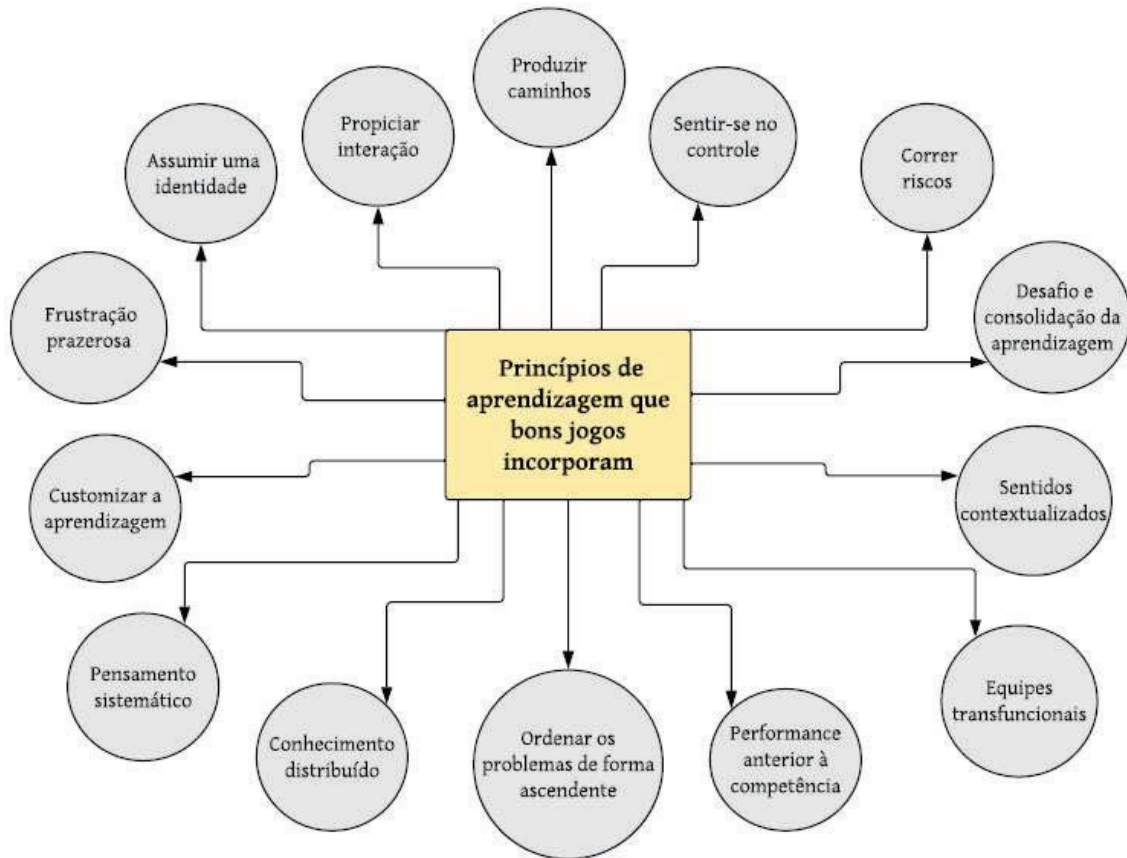 Produzir
caminhos
Propiciar
interação
Sentir-se no
controle
Assumir uma
identidade
Correr
riscos
Frustração
prazerosa
Desafio e
consolidação da
aprendizagem
Princípios de
aprendizagem que
bons jogos
incorporam
Customizar a
aprendizagem
Sentidos
contextualizados
Pensamento
sistemático
Conhecimento
distribuído
Ordenar os
problemas de forma
ascendente
Performance
anterior à
competência
Equipes
transfuncionais